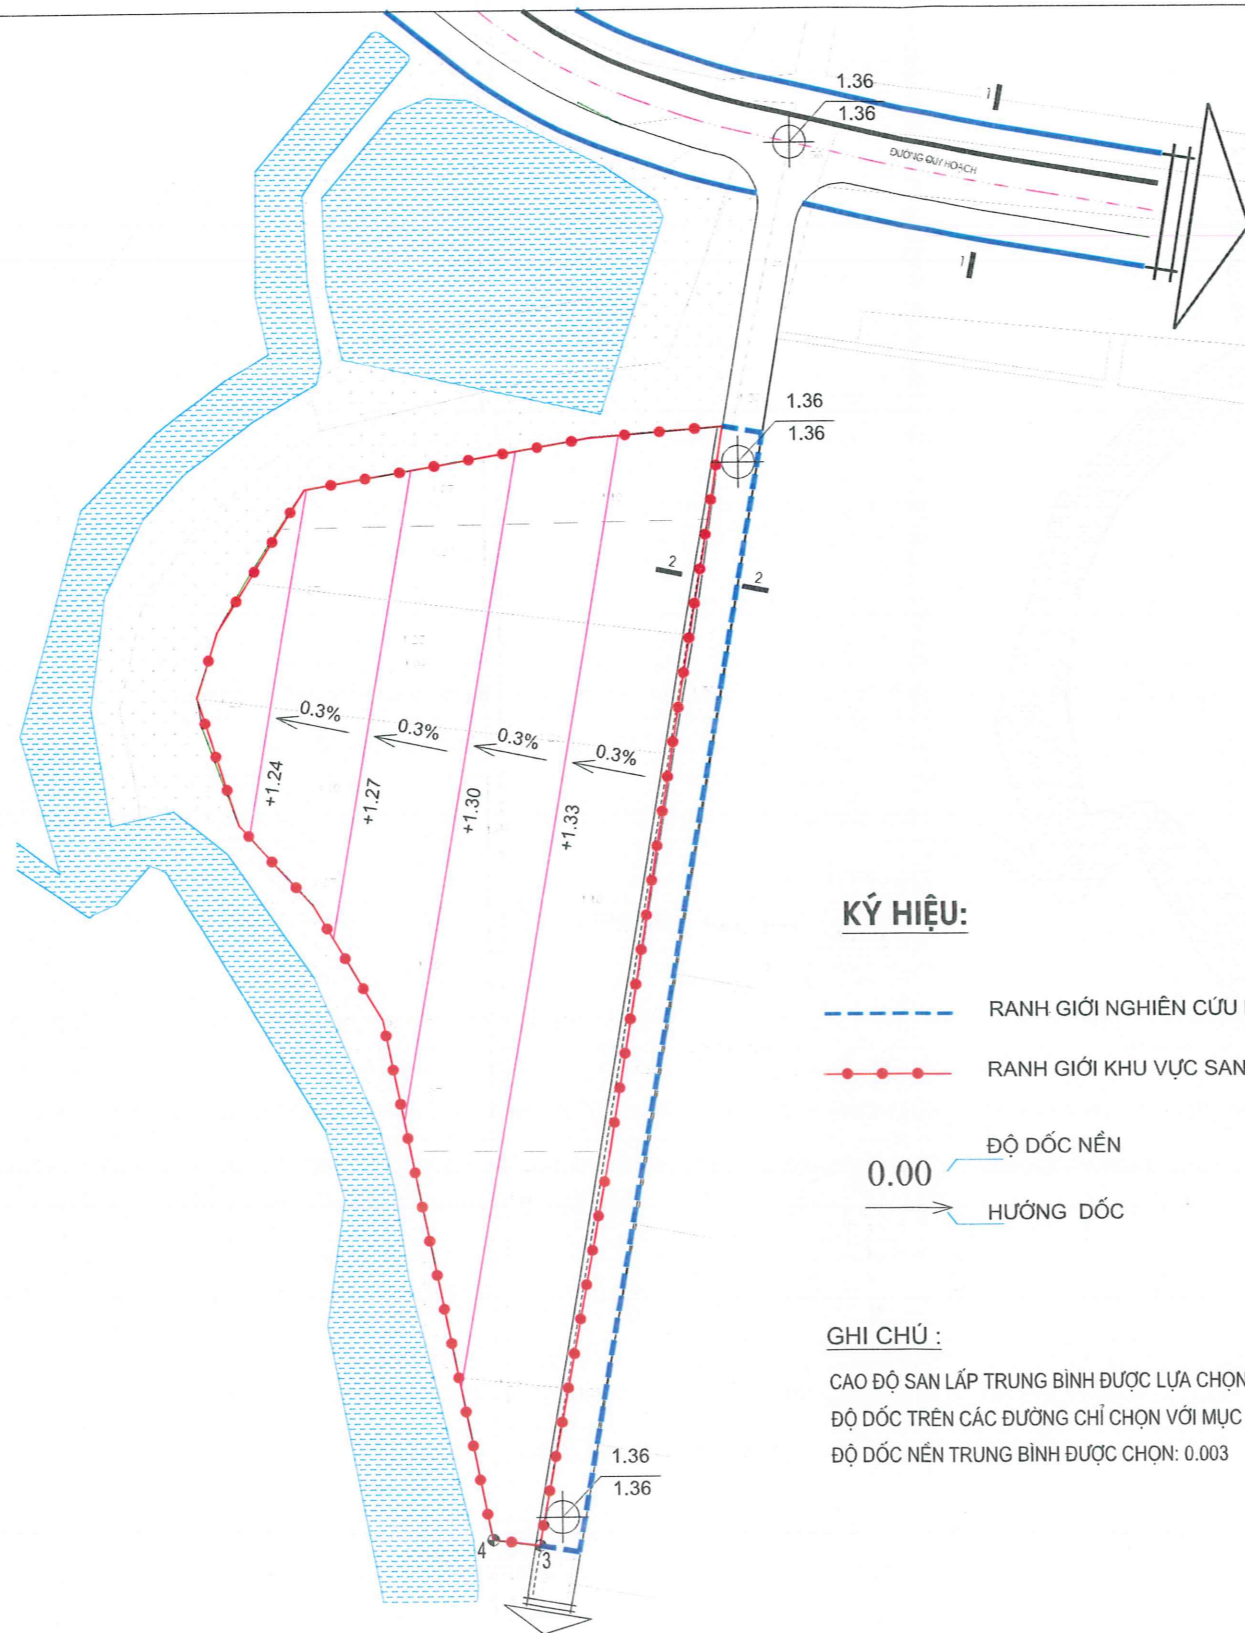 1.36
1.36
1
ĐƯỜNG QUY HOẠCH
1
1.36
1.36
2
2
0.3%
0.3%
0.3%
0.3%
+1.24
+1.27
+1.30
+1.33
KÝ HIỆU:
RANH GIỚI NGHIÊN CỨU
RANH GIỚI KHU VỰC SAN
ĐỘ DỐC NỀN
0.00
HƯỚNG DỐC
GHI CHÚ :
CAO ĐỘ SAN LẤP TRUNG BÌNH ĐƯỢC LỰA CHỌN
ĐỘ DỐC TRÊN CÁC ĐƯỜNG CHỈ CHỌN VỚI MỤC
ĐỘ DỐC NỀN TRUNG BÌNH ĐƯỢC CHỌN: 0.003
1.36
1.36
4
3